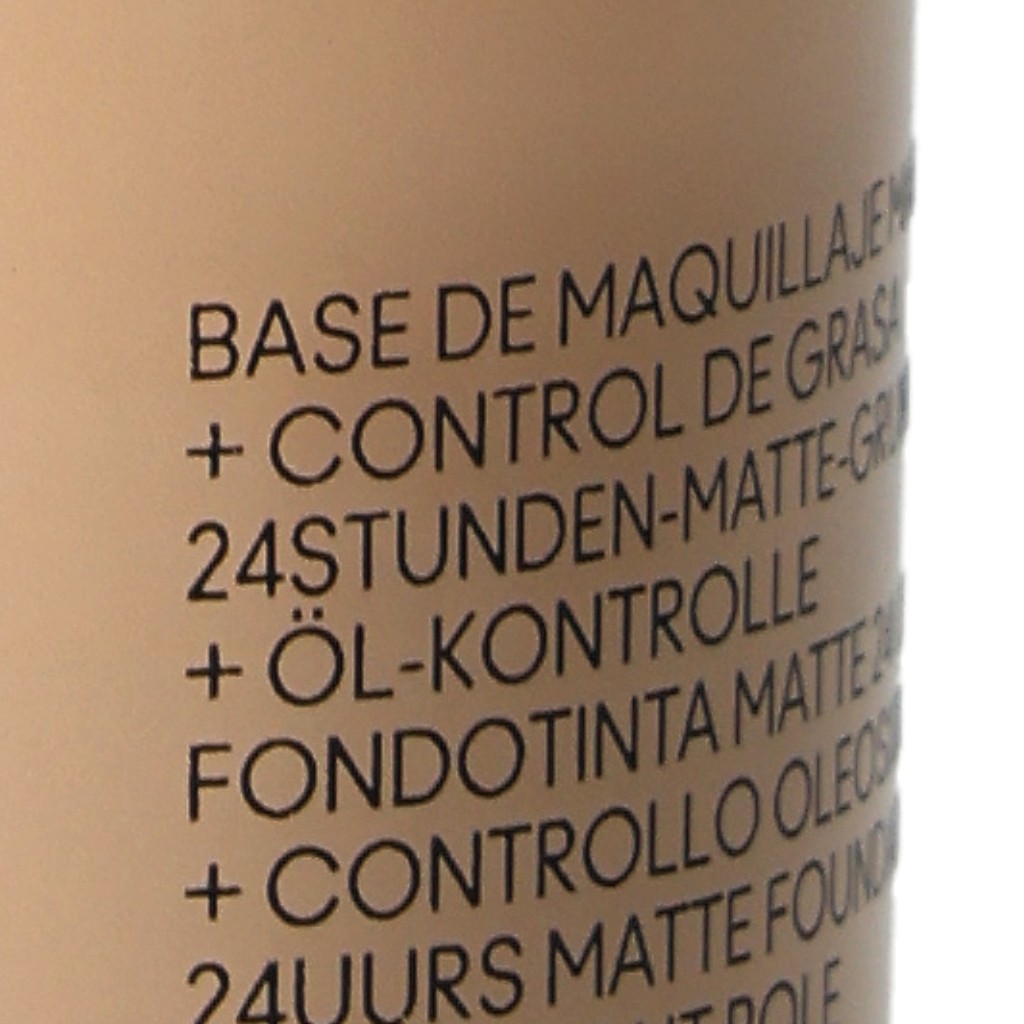 BASE DE MAQUILLAJE
+ CONTROL DE GRASA
24STUNDEN-MATTE-
+ ÖL-KONTROLLE
FONDOTINTA MATTE
+ CONTROLLO
24UURS MATTE